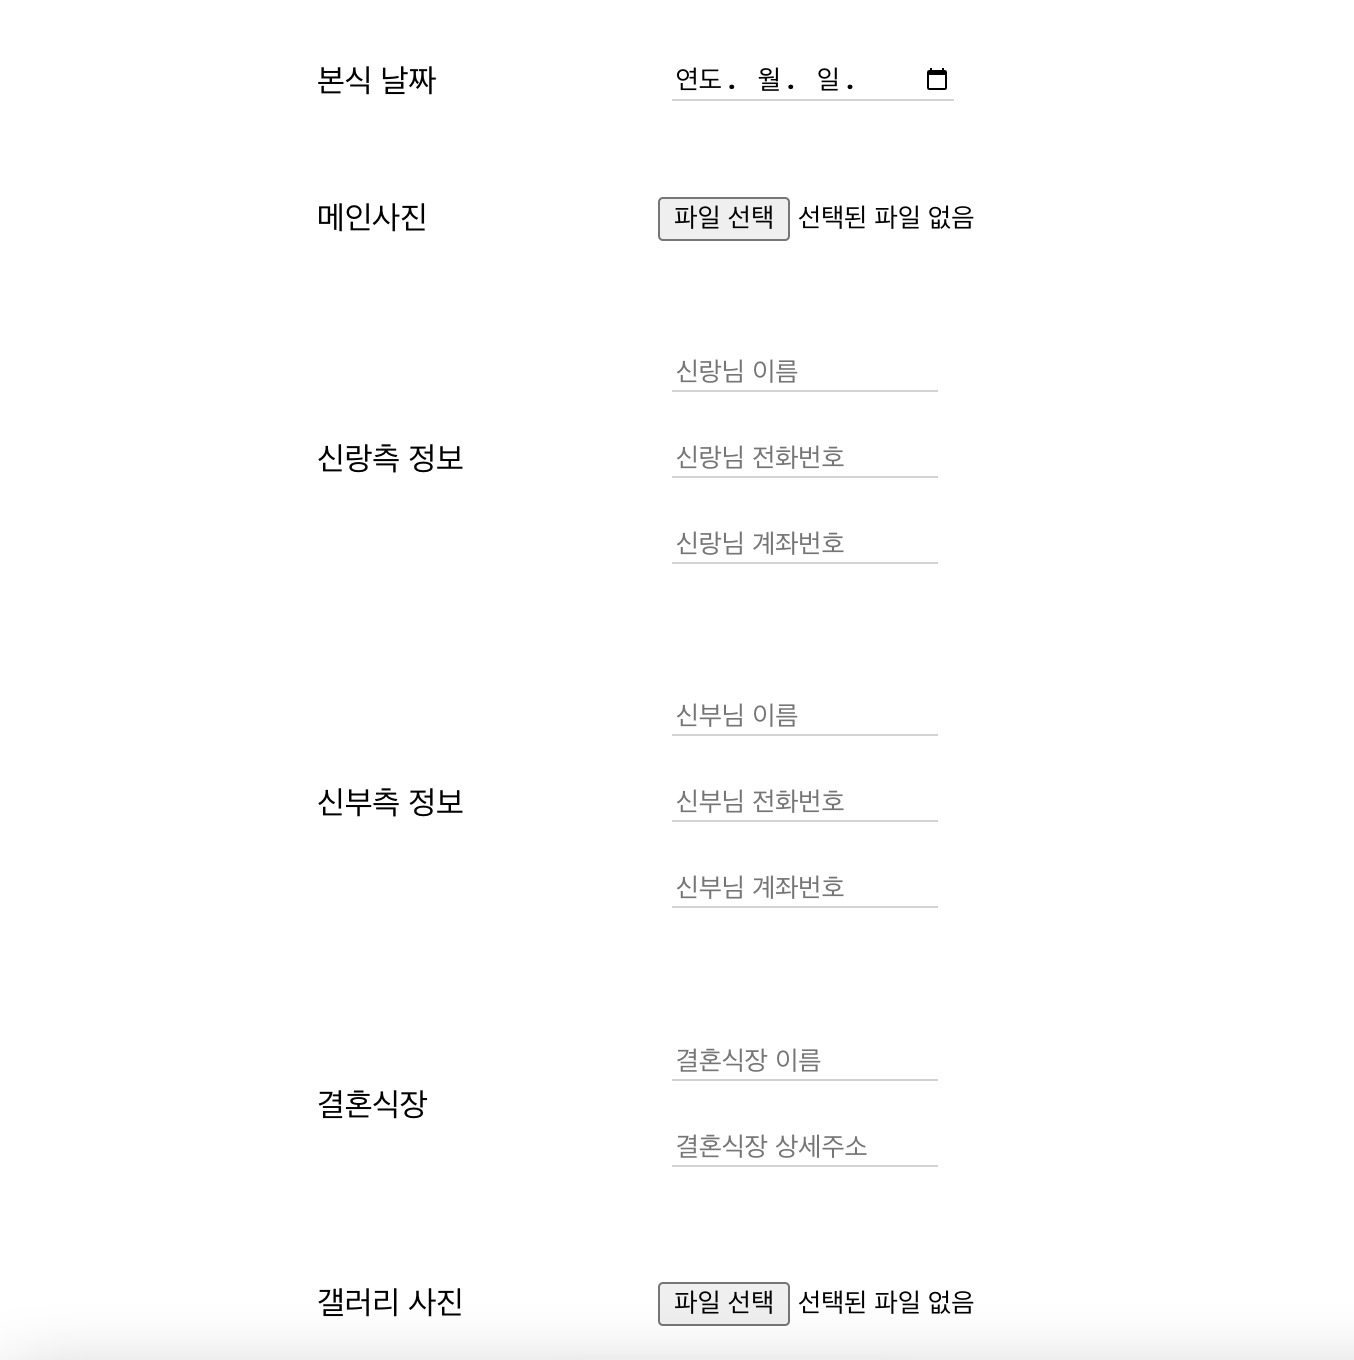 본식 날짜
연도. 월. 일.
메인사진
파일 선택 선택된 파일 없음
신랑님 이름
신랑측 정보
신랑님 전화번호
신랑님 계좌번호
신부님 이름
신부측 정보
신부님 전화번호
신부님 계좌번호
결혼식장 이름
결혼식장
결혼식장 상세주소
갤러리 사진
파일 선택 선택된 파일 없음